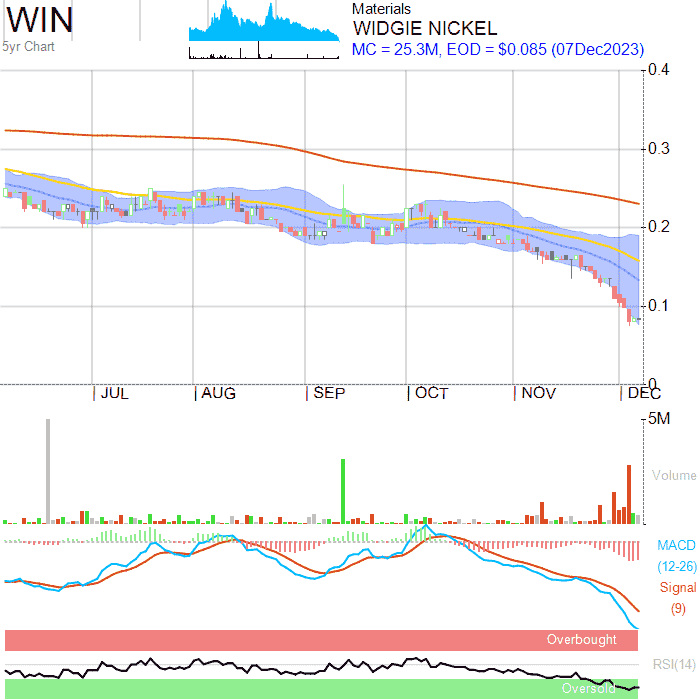 WIN
5yr Chart
Materials
WIDGIE NICKEL
MC = 25.3M, EOD = $0.085 (07Dec2023)
0.4
0.3
0.2
0.1
0
JUL AUG SEP OCT NOV DEC
5M
Volume
MACD
(12-26)
Signal
(9)
Overbought
RSI(14)
Oversold